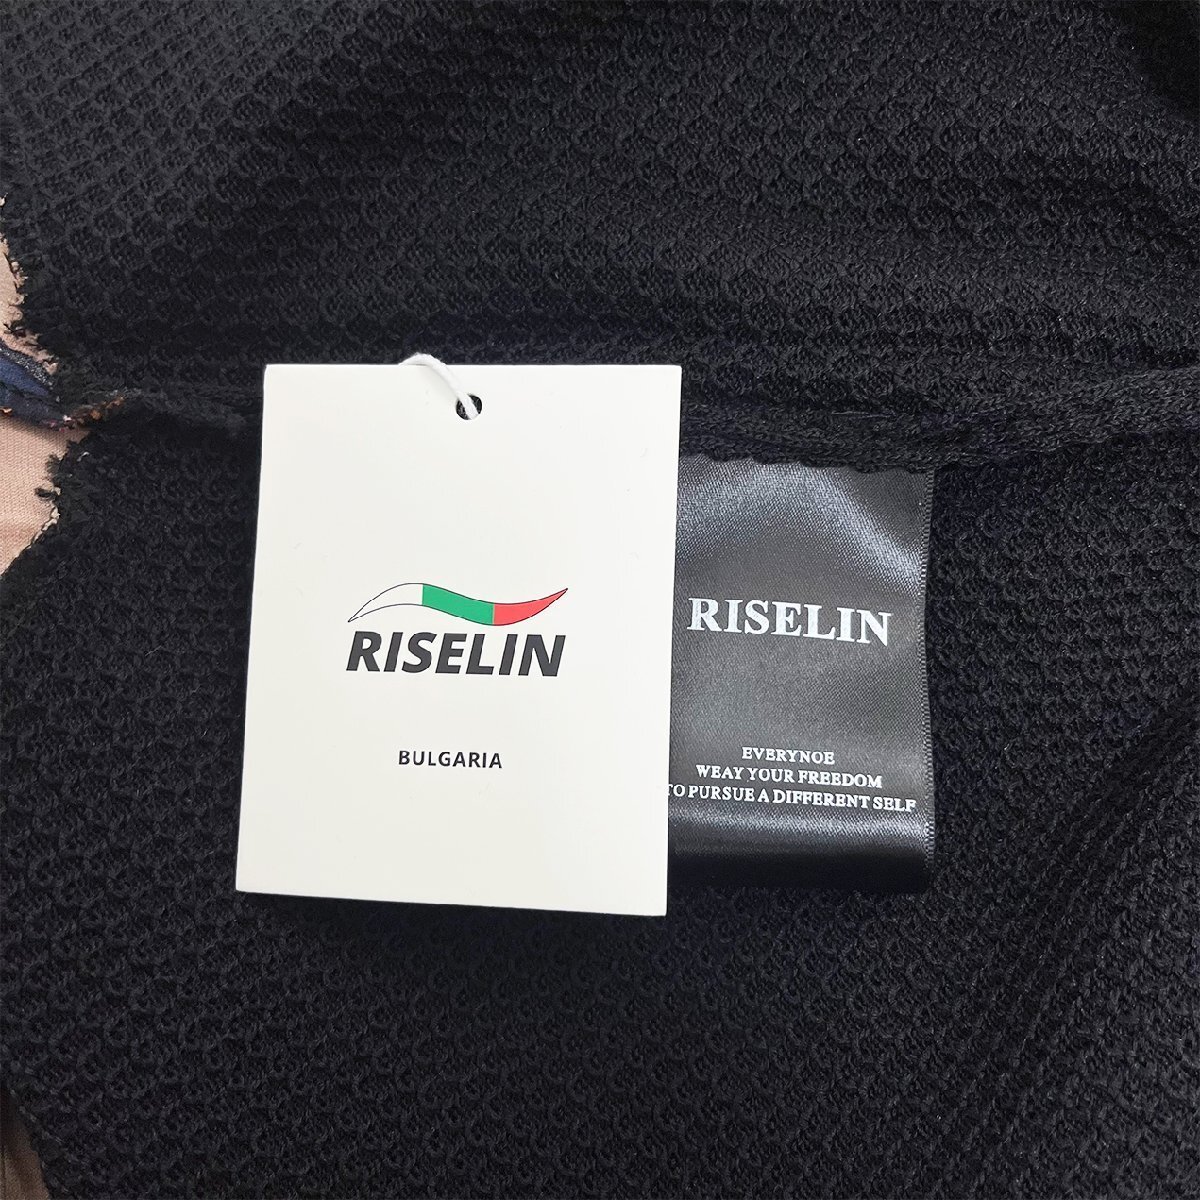 RISELIN
BULGARIA
RISELIN
EVERYNOE
WEAY YOUR FREEDOM
TO PURSUE A DIFFERENT SELF